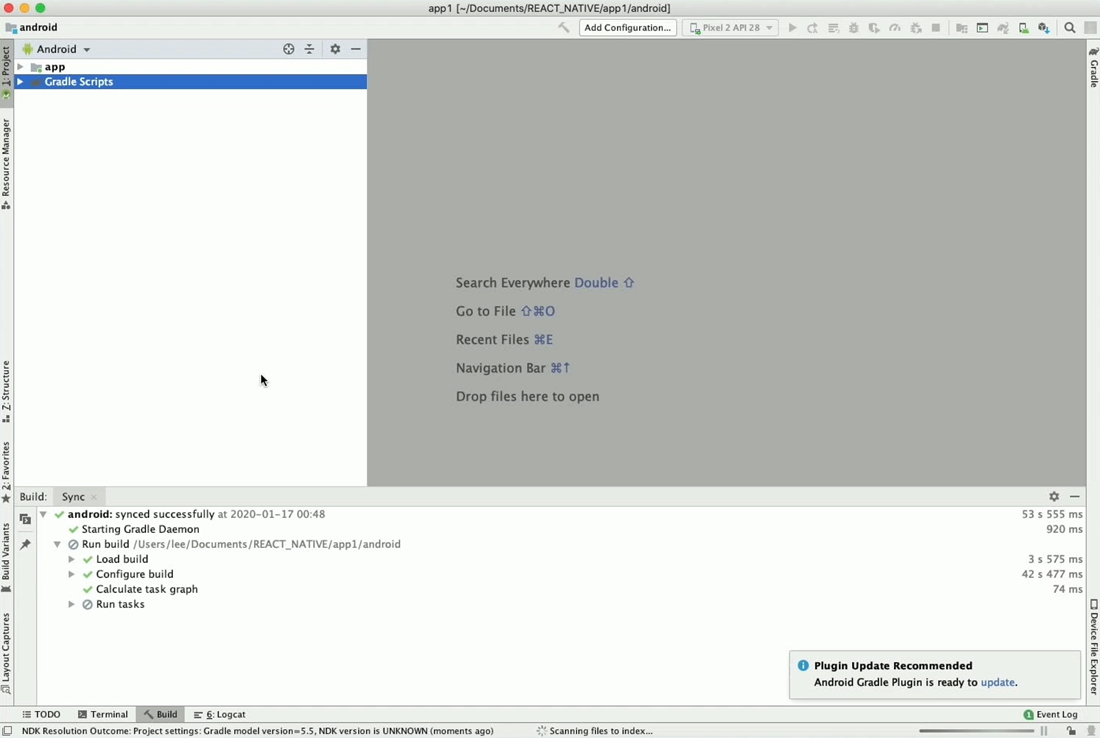 app1 [~/Documents/REACT_NATIVE/app1/android]
android
Add Configuration...
Pixel 2 API 28
1: Project
Resource Manager
Z: Structure
2: Favorites
Build Variants
Layout Captures
Android
app
Gradle Scripts
Search Everywhere Double ⇧
Go to File ⇧⌘O
Recent Files ⌘E
Navigation Bar ⌘↑
Drop files here to open
Gradle
Device File Explorer
Build: Sync
android: synced successfully at 2020-01-17 00:48 53 s 555 ms
Starting Gradle Daemon 920 ms
Run build /Users/lee/Documents/REACT_NATIVE/app1/android
Load build 3 s 575 ms
Configure build 42 s 477 ms
Calculate task graph 74 ms
Run tasks
Plugin Update Recommended
Android Gradle Plugin is ready to update.
TODO Terminal Build 6: Logcat 1 Event Log
NDK Resolution Outcome: Project settings: Gradle model version=5.5, NDK version is UNKNOWN (moments ago) Scanning files to index...